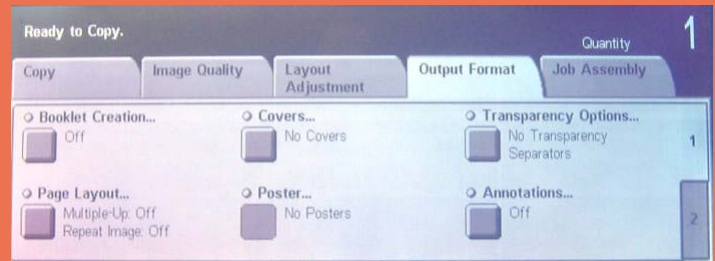 Ready to Copy.
Quantity
1
Copy
Image Quality
Layout
Adjustment
Output Format
Job Assembly
Booklet Creation...
Off
Covers...
No Covers
Transparency Options...
No Transparency
Separators
1
Page Layout...
Multiple-Up: Off
Repeat Image: Off
Poster...
No Posters
Annotations...
Off
2